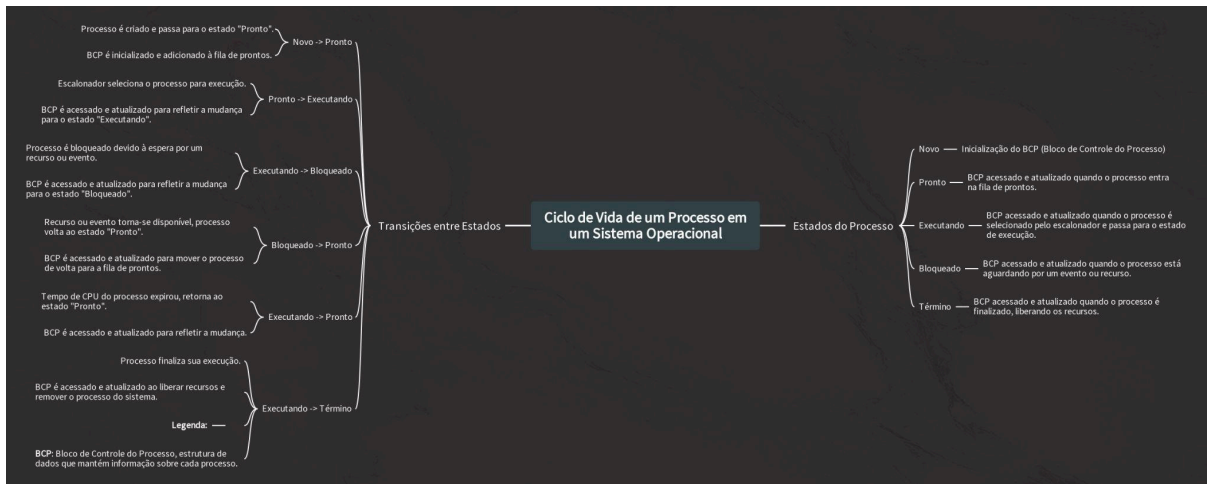 Ciclo de Vida de um Processo em
um Sistema Operacional
Transições entre Estados
Novo -> Pronto
Processo é criado e passa para o estado "Pronto".
BCP é inicializado e adicionado à fila de prontos.
Pronto -> Executando
Escalonador seleciona o processo para execução.
BCP é acessado e atualizado para refletir a mudança
para o estado "Executando".
Executando -> Bloqueado
Processo é bloqueado devido à espera por um
recurso ou evento.
BCP é acessado e atualizado para refletir a mudança
para o estado "Bloqueado".
Bloqueado -> Pronto
Recurso ou evento torna-se disponível, processo
volta ao estado "Pronto".
BCP é acessado e atualizado para mover o processo
de volta para a fila de prontos.
Executando -> Pronto
Tempo de CPU do processo expirou, retorna ao
estado "Pronto".
BCP é acessado e atualizado para refletir a mudança.
Executando -> Término
Processo finaliza sua execução.
BCP é acessado e atualizado ao liberar recursos e
remover o processo do sistema.
Legenda:
BCP: Bloco de Controle do Processo, estrutura de
dados que mantém informação sobre cada processo.
Estados do Processo
Novo
Inicialização do BCP (Bloco de Controle do Processo)
Pronto
BCP acessado e atualizado quando o processo entra
na fila de prontos.
Executando
BCP acessado e atualizado quando o processo é
selecionado pelo escalonador e passa para o estado
de execução.
Bloqueado
BCP acessado e atualizado quando o processo está
aguardando por um evento ou recurso.
Término
BCP acessado e atualizado quando o processo é
finalizado, liberando os recursos.